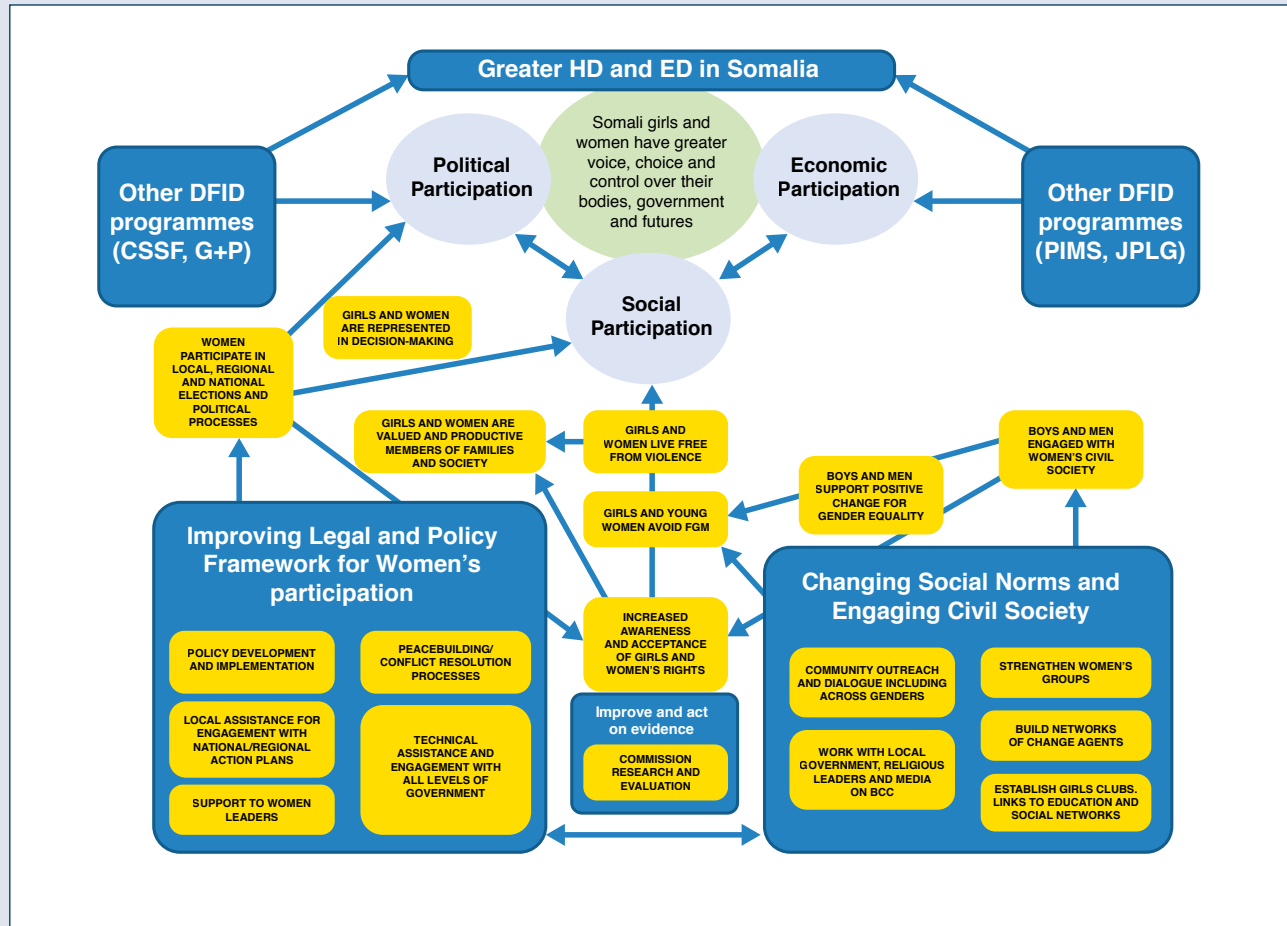 Greater HD and ED in Somalia
Somali girls and
women have greater
voice, choice and
control over their
bodies, government
and futures
Political
Participation
Economic
Participation
Other DFID
programmes
(CSSF, G+P)
Other DFID
programmes
(PIMS, JPLG)
Social
Participation
GIRLS AND WOMEN
ARE REPRESENTED
IN DECISION-MAKING
WOMEN
PARTICIPATE IN
LOCAL, REGIONAL
AND NATIONAL
ELECTIONS AND
POLITICAL
PROCESSES
GIRLS AND WOMEN ARE
VALUED AND PRODUCTIVE
MEMBERS OF FAMILIES
AND SOCIETY
GIRLS AND
WOMEN LIVE FREE
FROM VIOLENCE
BOYS AND MEN
ENGAGED WITH
WOMEN'S CIVIL
SOCIETY
BOYS AND MEN
SUPPORT POSITIVE
CHANGE FOR
GENDER EQUALITY
GIRLS AND YOUNG
WOMEN AVOID FGM
Improving Legal and Policy
Framework for Women's
participation
POLICY DEVELOPMENT
AND IMPLEMENTATION
PEACEBUILDING/
CONFLICT RESOLUTION
PROCESSES
LOCAL ASSISTANCE FOR
ENGAGEMENT WITH
NATIONAL/REGIONAL
ACTION PLANS
TECHNICAL
ASSISTANCE AND
ENGAGEMENT WITH
ALL LEVELS OF
GOVERNMENT
SUPPORT TO WOMEN
LEADERS
INCREASED
AWARENESS
AND ACCEPTANCE
OF GIRLS AND
WOMEN'S RIGHTS
Improve and act
on evidence
COMMISSION
RESEARCH AND
EVALUATION
Changing Social Norms and
Engaging Civil Society
COMMUNITY OUTREACH
AND DIALOGUE INCLUDING
ACROSS GENDERS
STRENGTHEN WOMEN'S
GROUPS
BUILD NETWORKS
OF CHANGE AGENTS
WORK WITH LOCAL
GOVERNMENT, RELIGIOUS
LEADERS AND MEDIA
ON BCC
ESTABLISH GIRLS CLUBS.
LINKS TO EDUCATION AND
SOCIAL NETWORKS